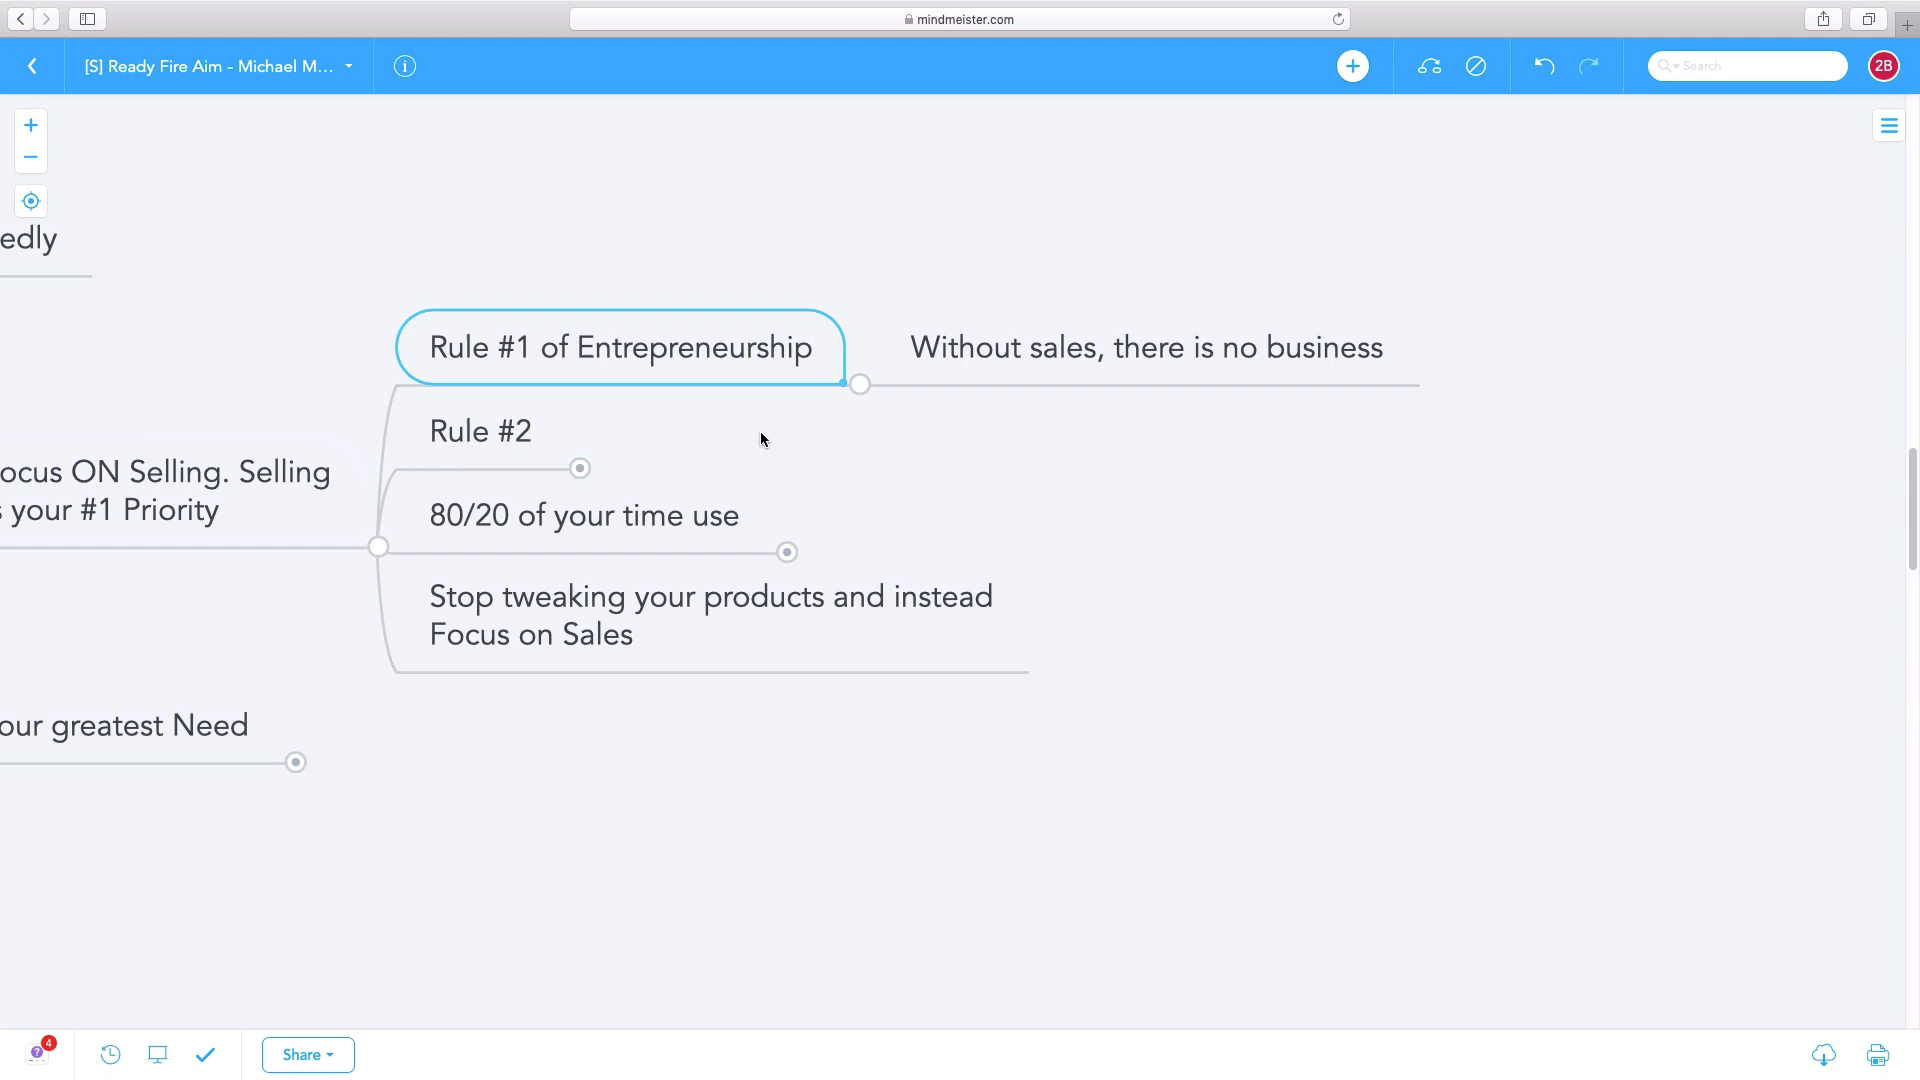 mindmeister.com
[S] Ready Fire Aim - Michael M...
Search
2B
edly
Rule #1 of Entrepreneurship
Without sales, there is no business
Rule #2
ocus ON Selling. Selling
s your #1 Priority
80/20 of your time use
Stop tweaking your products and instead
Focus on Sales
our greatest Need
4
Share